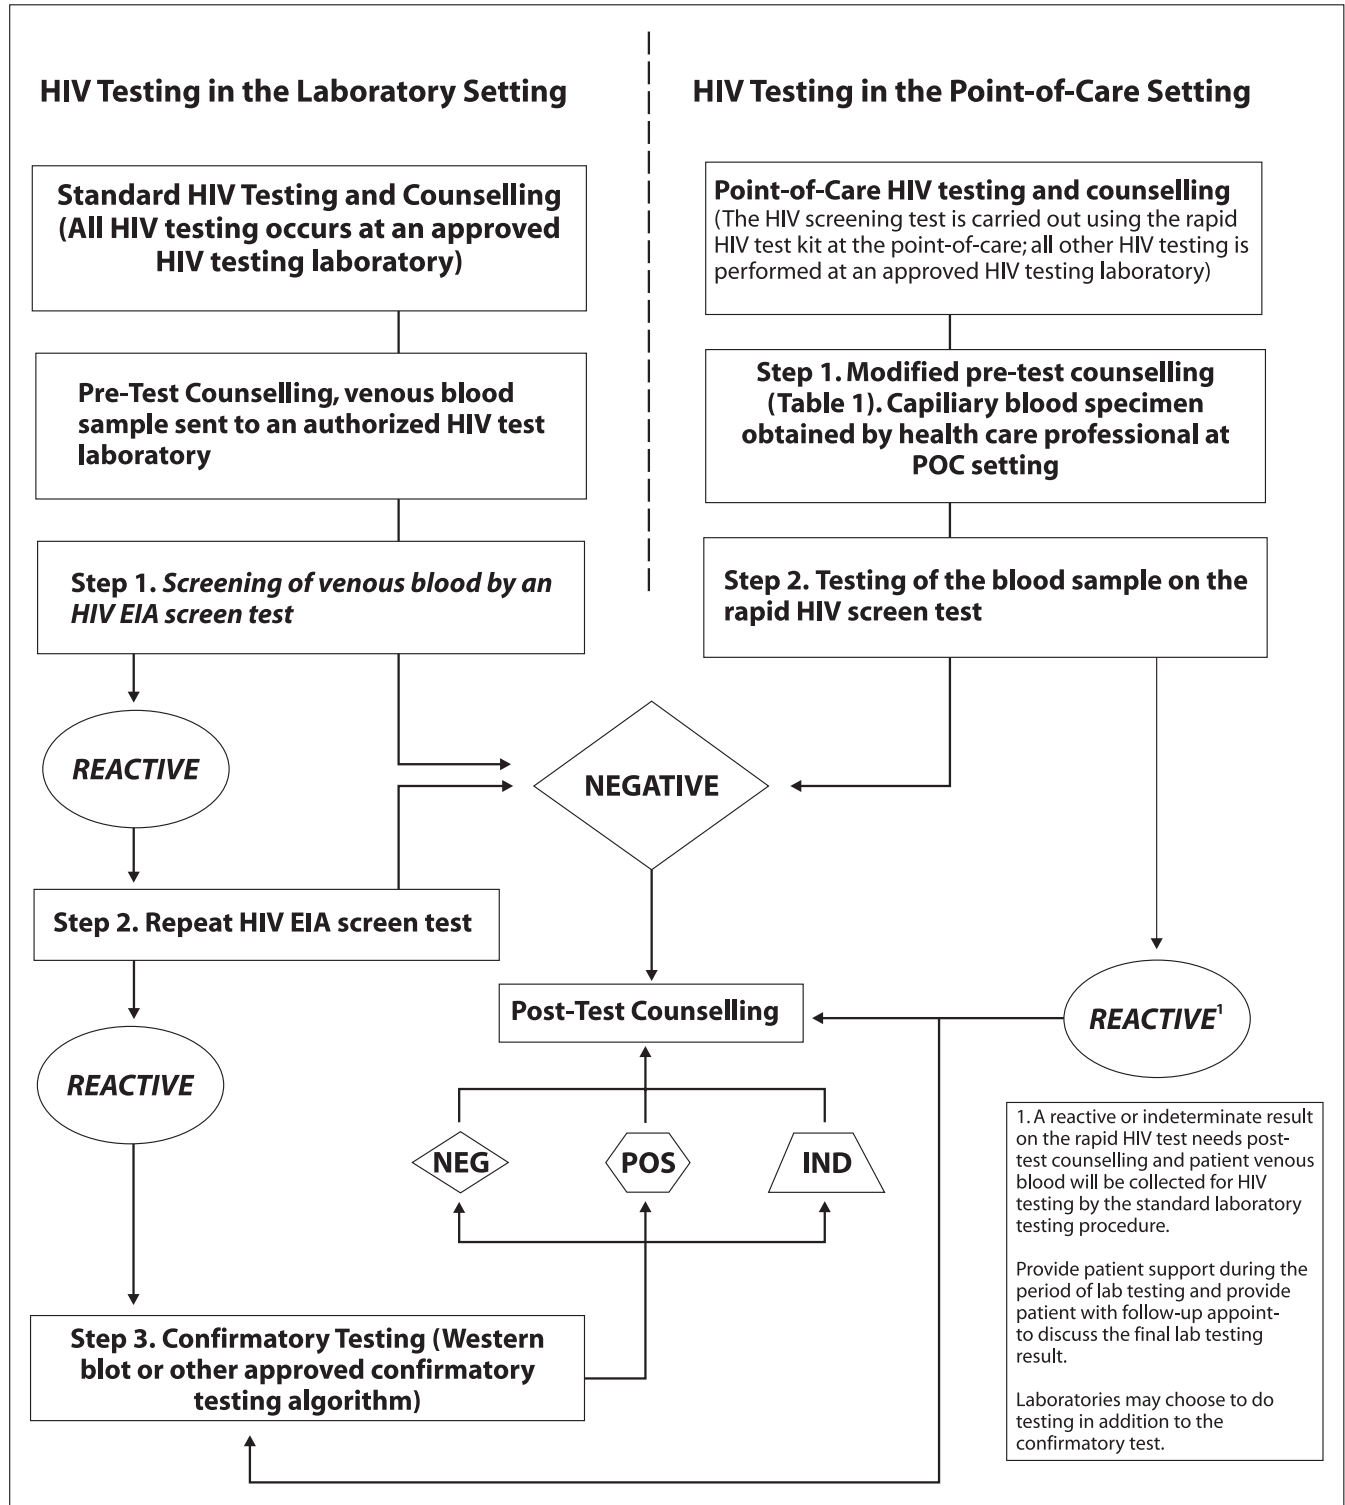 HIV Testing in the Laboratory Setting
Standard HIV Testing and Counselling
(All HIV testing occurs at an approved
HIV testing laboratory)
Pre-Test Counselling, venous blood
sample sent to an authorized HIV test
laboratory
Step 1. Screening of venous blood by an
HIV EIA screen test
REACTIVE
Step 2. Repeat HIV EIA screen test
REACTIVE
Step 3. Confirmatory Testing (Western
blot or other approved confirmatory
testing algorithm)
HIV Testing in the Point-of-Care Setting
Point-of-Care HIV testing and counselling
(The HIV screening test is carried out using the rapid
HIV test kit at the point-of-care; all other HIV testing is
performed at an approved HIV testing laboratory)
Step 1. Modified pre-test counselling
(Table 1). Capiliary blood specimen
obtained by health care professional at
POC setting
Step 2. Testing of the blood sample on the
rapid HIV screen test
NEGATIVE
Post-Test Counselling
NEG
POS
IND
REACTIVE1
1. A reactive or indeterminate result
on the rapid HIV test needs post-
test counselling and patient venous
blood will be collected for HIV
testing by the standard laboratory
testing procedure.
Provide patient support during the
period of lab testing and provide
patient with follow-up appoint-
to discuss the final lab testing
result.
Laboratories may choose to do
testing in addition to the
confirmatory test.